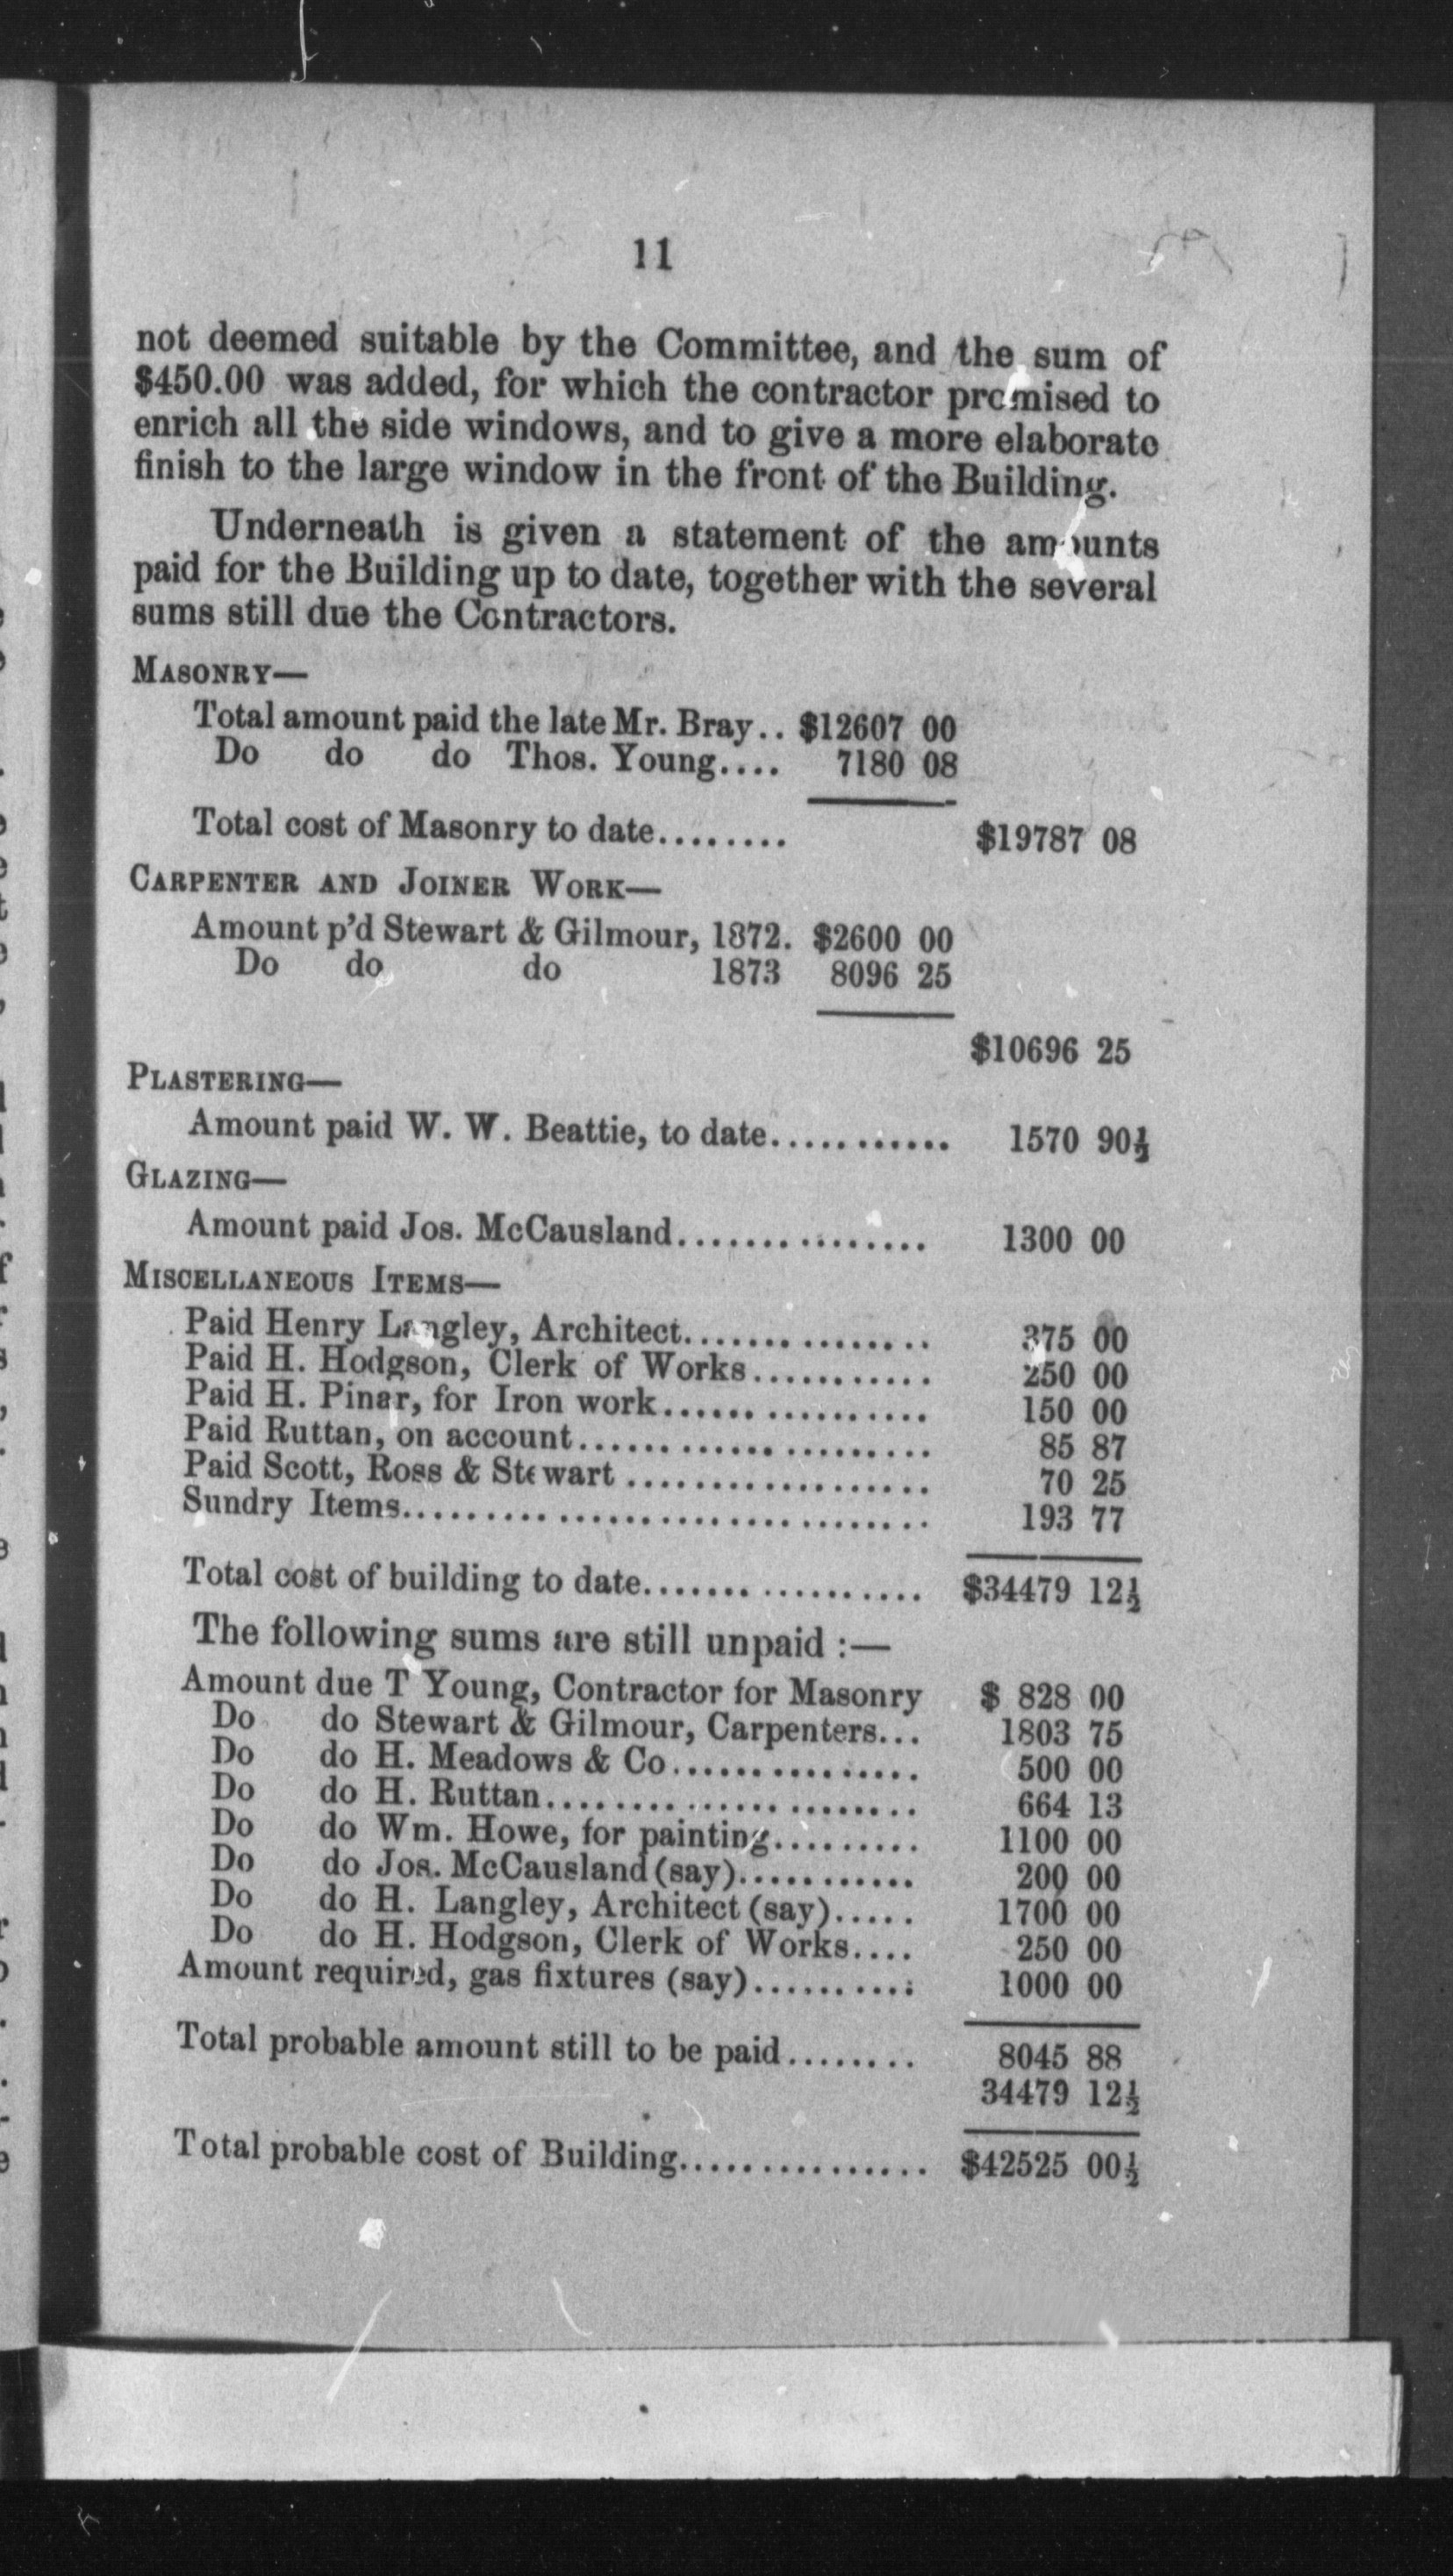 11
not deemed suitable by the Committee, and the sum of
$450.00 was added, for which the contractor promised to
enrich all the side windows, and to give a more elaborate
finish to the large window in the front of the Building.
Underneath is given a statement of the amounts
paid for the Building up to date, together with the several
sums still due the Contractors.
MASONRY—
Total amount paid the late Mr. Bray.. $12607 00
Do do do Thos. Young.... 7180 08
Total cost of Masonry to date......... $19787 08
CARPENTER AND JOINER WORK—
Amount p'd Stewart & Gilmour, 1872. $2600 00
Do do do 1873 8096 25
$10696 25
PLASTERING—
Amount paid W. W. Beattie, to date............ 1570 90½
GLAZING—
Amount paid Jos. McCausland................ 1300 00
MISCELLANEOUS ITEMS—
Paid Henry Langley, Architect............... 375 00
Paid H. Hodgson, Clerk of Works........... 250 00
Paid H. Pinar, for Iron work................ 150 00
Paid Ruttan, on account..................... 85 87
Paid Scott, Ross & Stewart .................. 70 25
Sundry Items................................. 193 77
Total cost of building to date................. $34479 12½
The following sums are still unpaid :—
Amount due T Young, Contractor for Masonry $ 828 00
Do do Stewart & Gilmour, Carpenters... 1803 75
Do do H. Meadows & Co................ 500 00
Do do H. Ruttan........................ 664 13
Do do Wm. Howe, for painting......... 1100 00
Do do Jos. McCausland (say)........... 200 00
Do do H. Langley, Architect (say)..... 1700 00
Do do H. Hodgson, Clerk of Works.... 250 00
Amount required, gas fixtures (say).......... 1000 00
Total probable amount still to be paid........ 8045 88
34479 12½
Total probable cost of Building................ $42525 00½